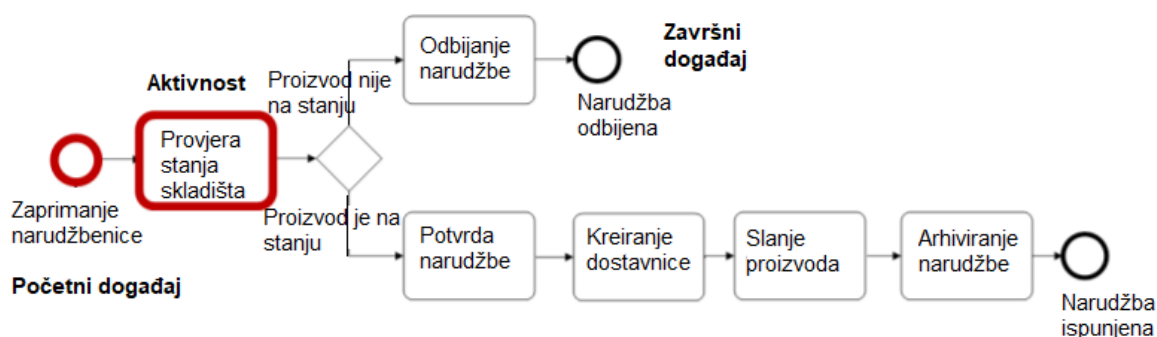 Odbijanje
narudžbe
Završni
događaj
Aktivnost
Proizvod nije
na stanju
Narudžba
odbijena
Provjera
stanja
skladišta
Zaprimanje
narudžbenice
Proizvod je na
stanju
Potvrda
narudžbe
Kreiranje
dostavnice
Slanje
proizvoda
Arhiviranje
narudžbe
Početni događaj
Narudžba
ispunjena